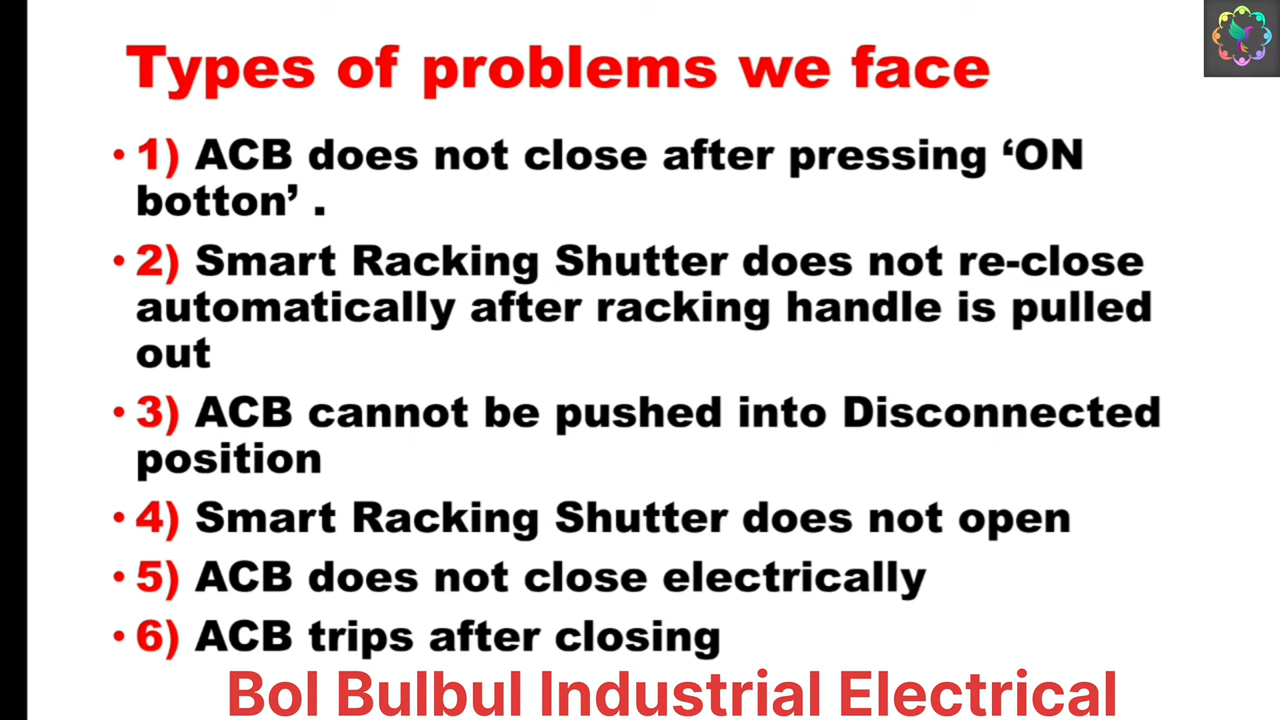 Types of problems we face
• 1) ACB does not close after pressing ‘ON
botton’ .
• 2) Smart Racking Shutter does not re-close
automatically after racking handle is pulled
out
• 3) ACB cannot be pushed into Disconnected
position
• 4) Smart Racking Shutter does not open
• 5) ACB does not close electrically
• 6) ACB trips after closing
Bol Bulbul Industrial Electrical